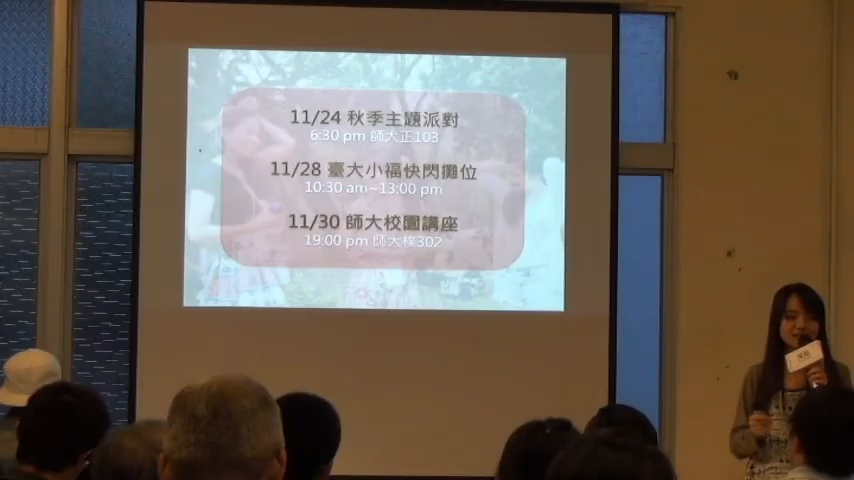 11/24 秋季主題派對
6:30 pm 師大正103
11/28 臺大小福快閃攤位
10:30 am~13:00 pm
11/30 師大校園講座
19:00 pm 師大樸302